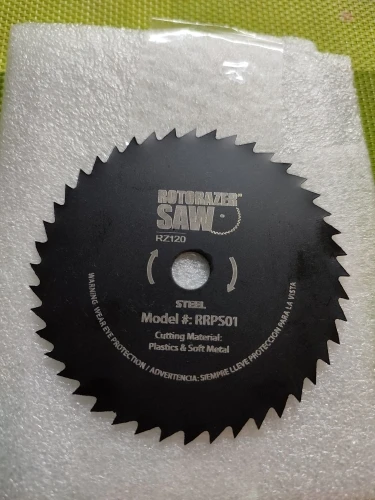 ROTORAZER™
SAW
RZ120
STEEL
Model #: RRPS01
Cutting Material:
Plastics & Soft Metal
WARNING: WEAR EYE PROTECTION / ADVERTENCIA: SIEMPRE LLEVE PROTECCION PARA LA VISTA